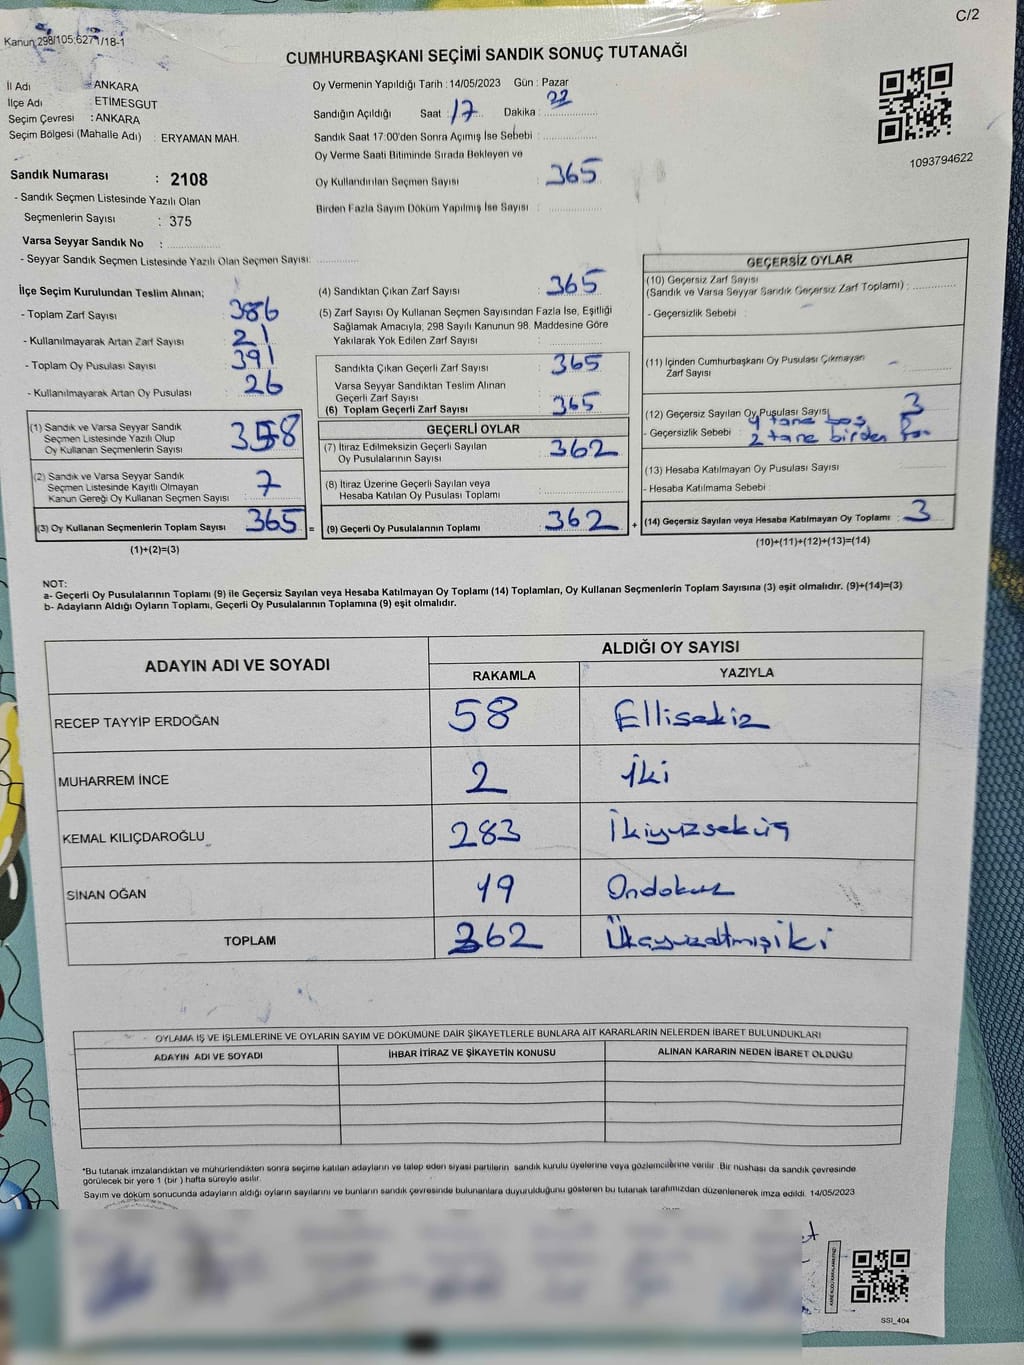 C/2
Kanun 298/105:627 1/18-1
CUMHURBAŞKANI SEÇİMİ SANDIK SONUÇ TUTANAĞI
İl Adı : ANKARA
İlçe Adı ETİMESGUT
Seçim Çevresi : ANKARA
Seçim Bölgesi (Mahalle Adı) : ERYAMAN MAH.
Oy Vermenin Yapıldığı Tarih : 14/05/2023 Gün : Pazar
Sandığın Açıldığı Saat : 17 Dakika : 22
Sandık Saat 17:00'den Sonra Açımış İse Sebebi :
Oy Verme Saati Bitiminde Sırada Bekleyen ve
Oy Kullandırılan Seçmen Sayısı : 365
Birden Fazla Sayım Döküm Yapılmış İse Sayısı :
1093794622
Sandık Numarası : 2108
- Sandık Seçmen Listesinde Yazılı Olan
Seçmenlerin Sayısı : 375
Varsa Seyyar Sandık No :
- Seyyar Sandık Seçmen Listesinde Yazılı Olan Seçmen Sayısı:
İlçe Seçim Kurulundan Teslim Alınan;
- Toplam Zarf Sayısı : 386
- Kullanılmayarak Artan Zarf Sayısı : 21
- Toplam Oy Pusulası Sayısı : 391
- Kullanılmayarak Artan Oy Pusulası : 26
(1) Sandık ve Varsa Seyyar Sandık
Seçmen Listesinde Yazılı Olup
Oy Kullanan Seçmenlerin Sayısı 358
(2) Sandık ve Varsa Seyyar Sandık
Seçmen Listesinde Kayıtlı Olmayan
Kanun Gereği Oy Kullanan Seçmen Sayısı : 7
(3) Oy Kullanan Seçmenlerin Toplam Sayısı : 365 =
(1)+(2)=(3)
(4) Sandıktan Çıkan Zarf Sayısı : 365
(5) Zarf Sayısı Oy Kullanan Seçmen Sayısından Fazla İse, Eşitliği
Sağlamak Amacıyla; 298 Sayılı Kanunun 98. Maddesine Göre
Yakılarak Yok Edilen Zarf Sayısı :
Sandıkta Çıkan Geçerli Zarf Sayısı : 365
Varsa Seyyar Sandıktan Teslim Alınan
Geçerli Zarf Sayısı :
(6) Toplam Geçerli Zarf Sayısı : 365
GEÇERLİ OYLAR
(7) İtiraz Edilmeksizin Geçerli Sayılan
Oy Pusulalarının Sayısı : 362
(8) İtiraz Üzerine Geçerli Sayılan veya
Hesaba Katılan Oy Pusulası Toplamı :
(9) Geçerli Oy Pusulalarının Toplamı : 362 +
GEÇERSİZ OYLAR
(10) Geçersiz Zarf Sayısı
(Sandık ve Varsa Seyyar Sandık Geçersiz Zarf Toplamı) :
- Geçersizlik Sebebi :
(11) İçinden Cumhurbaşkanı Oy Pusulası Çıkmayan
Zarf Sayısı : -
(12) Geçersiz Sayılan Oy Pusulası Sayısı 3
- Geçersizlik Sebebi : tane boş
2 tane birden
(13) Hesaba Katılmayan Oy Pusulası Sayısı :
- Hesaba Katılmama Sebebi :
(14) Geçersiz Sayılan veya Hesaba Katılmayan Oy Toplamı : 3
(10)+(11)+(12)+(13)=(14)
NOT:
a- Geçerli Oy Pusulalarının Toplamı (9) ile Geçersiz Sayılan veya Hesaba Katılmayan Oy Toplamı (14) Toplamları, Oy Kullanan Seçmenlerin Toplam Sayısına (3) eşit olmalıdır. (9)+(14)=(3)
b- Adayların Aldığı Oyların Toplamı, Geçerli Oy Pusulalarının Toplamına (9) eşit olmalıdır.
ADAYIN ADI VE SOYADI
ALDIĞI OY SAYISI
RAKAMLA YAZIYLA
RECEP TAYYİP ERDOĞAN 58 Ellisekiz
MUHARREM İNCE 2 İki
KEMAL KILIÇDAROĞLU 283 İkiyuzseküç
SİNAN OĞAN 19 Ondokuz
TOPLAM 362 Ükayuzaltmışiki
OYLAMA İŞ VE İŞLEMLERİNE VE OYLARIN SAYIM VE DÖKÜMÜNE DAİR ŞİKAYETLERLE BUNLARA AİT KARARLARIN NELERDEN İBARET BULUNDUKLARI
ADAYIN ADI VE SOYADI İHBAR İTİRAZ VE ŞİKAYETİN KONUSU ALINAN KARARIN NEDEN İBARET OLDUĞU
*Bu tutanak imzalandıktan ve mühürlendikten sonra seçime katılan adayların ve talep eden siyasi partilerin sandık kurulu üyelerine veya gözlemcilerine verilir. Bir nüshası da sandık çevresinde
görülecek bir yere 1 (bir ) hafta süreyle asılır.
Sayım ve döküm sonucunda adayların aldığı oyların sayılarını ve bunların sandık çevresinde bulunanlara duyurulduğunu gösteren bu tutanak tarafımızdan düzenlenerek imza edildi. 14/05/2023
SSI_404